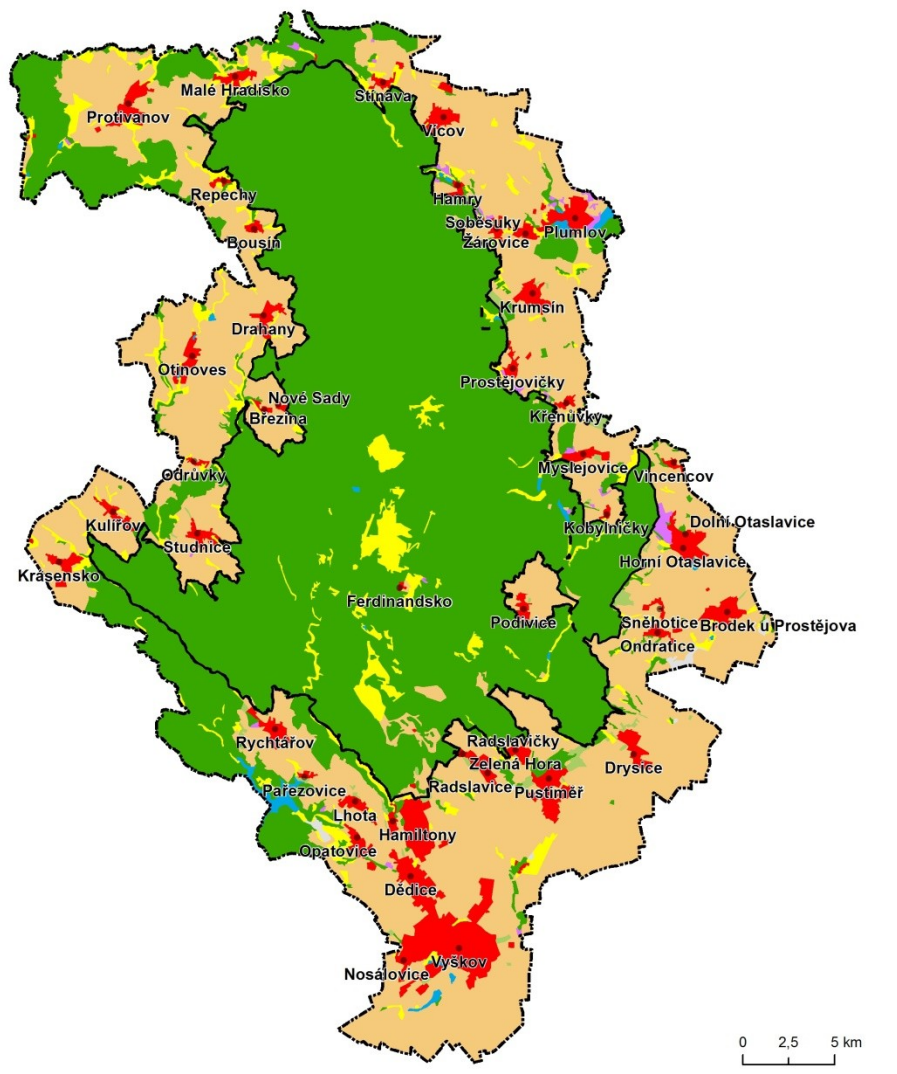 Malé Hradisko
Stínava
Protivanov
Vícov
Repechy
Hamry
Soběsuky
Plumlov
Žárovice
Bousín
Krumsín
Drahany
Otinoves
Prostějovičky
Nové Sady
Březina
Křenůvky
Myslejovice
Odrůvky
Vincencov
Kulířov
Kobylničky
Dolní Otaslavice
Studnice
Horní Otaslavice
Krásensko
Ferdinandsko
Podivice
Sněhotice
Brodek u Prostějova
Ondratice
Rychtářov
Radslavičky
Zelená Hora
Drysice
Pařezovice
Radslavice
Pustiměř
Lhota
Hamiltony
Opatovice
Dědice
Vyškov
Nosálovice
0 2,5 5 km